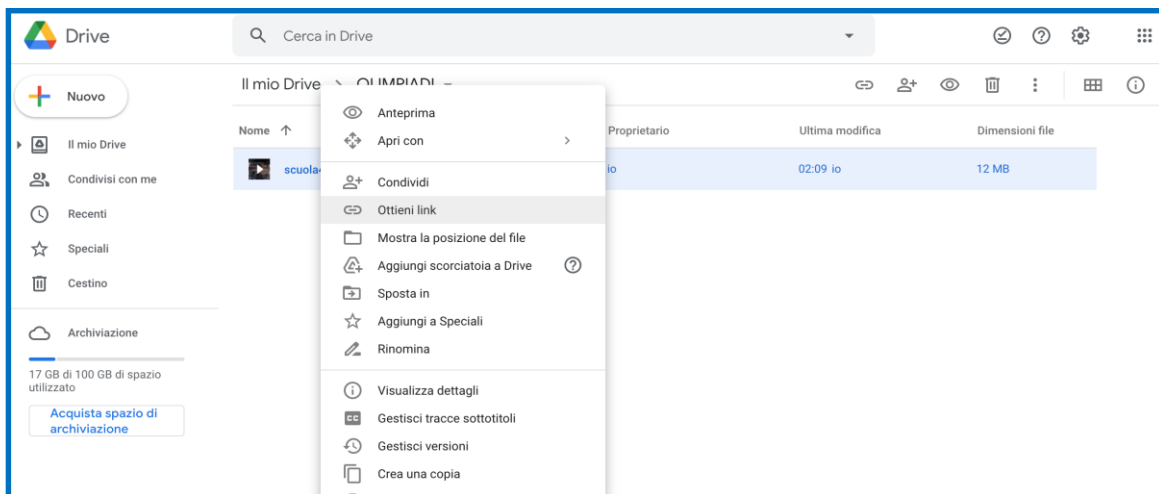 Drive
Cerca in Drive
Nuovo
Il mio Drive
Condivisi con me
Recenti
Speciali
Cestino
Archiviazione
17 GB di 100 GB di spazio
utilizzato
Acquista spazio di
archiviazione
Il mio Drive > OLIMPIADI
Nome Proprietario Ultima modifica Dimensioni file
io 02:09 io 12 MB
Anteprima
Apri con
Condividi
Ottieni link
Mostra la posizione del file
Aggiungi scorciatoia a Drive
Sposta in
Aggiungi a Speciali
Rinomina
Visualizza dettagli
CC Gestisci tracce sottotitoli
Gestisci versioni
Crea una copia